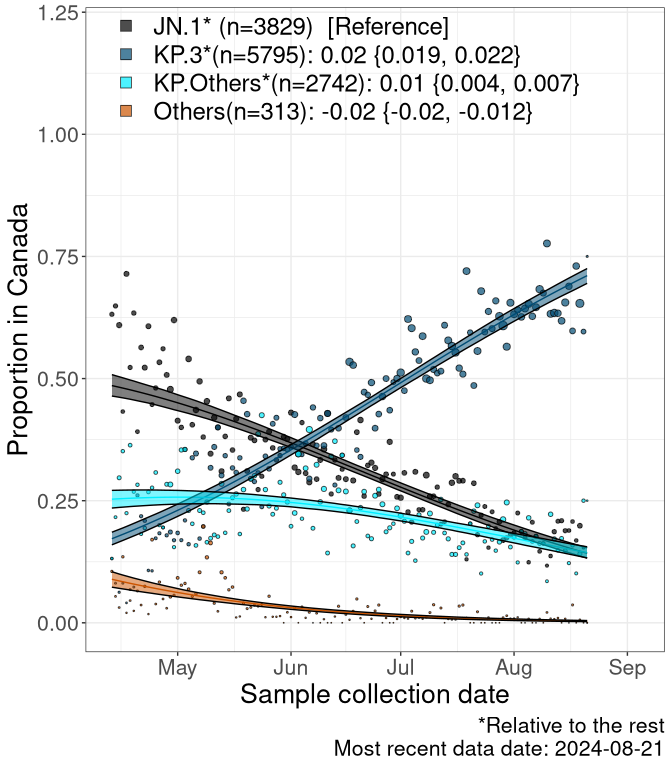 1.25
JN.1* (n=3829)  [Reference]
KP.3*(n=5795): 0.02 {0.019, 0.022}
KP.Others*(n=2742): 0.01 {0.004, 0.007}
Others(n=313): -0.02 {-0.02, -0.012}
1.00
0.75
0.50
0.25
0.00
Proportion in Canada
May Jun Jul Aug Sep
Sample collection date
*Relative to the rest
Most recent data date: 2024-08-21